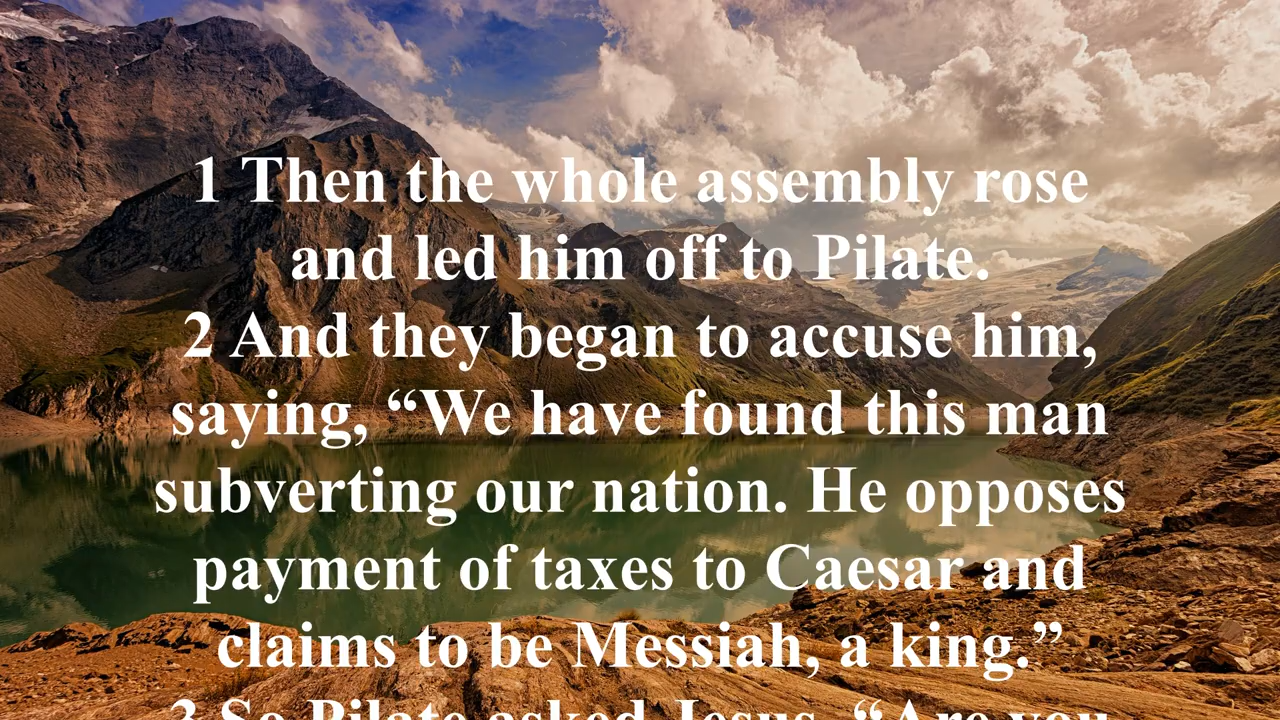 1 Then the whole assembly rose
and led him off to Pilate.
2 And they began to accuse him,
saying, “We have found this man
subverting our nation. He opposes
payment of taxes to Caesar and
claims to be Messiah, a king.”
3 So Pilate asked Jesus, “Are you